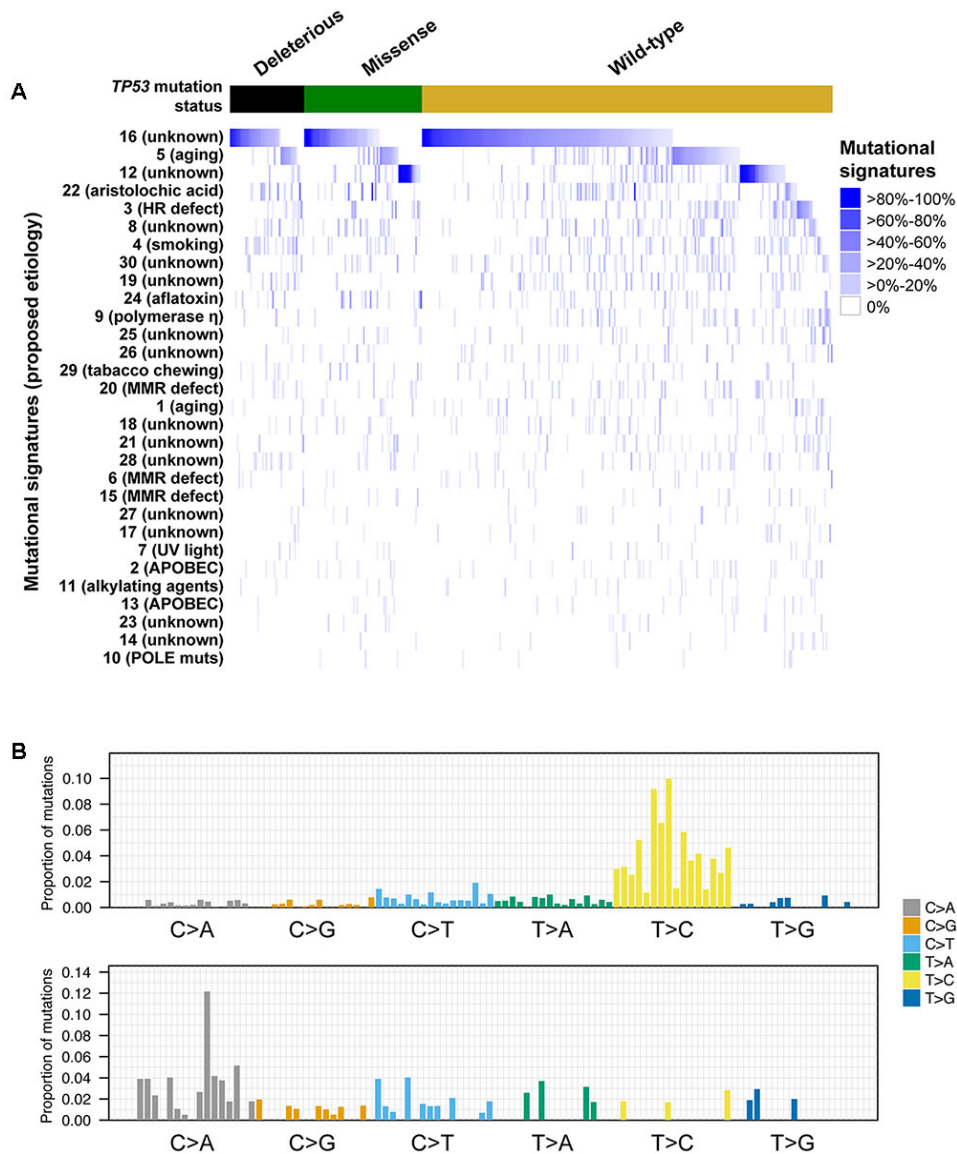 Deleterious
Missense
Wild-type
A
TP53 mutation
status
16 (unknown)
5 (aging)
12 (unknown)
22 (aristolochic acid)
3 (HR defect)
8 (unknown)
4 (smoking)
30 (unknown)
19 (unknown)
24 (aflatoxin)
9 (polymerase η)
25 (unknown)
26 (unknown)
29 (tabacco chewing)
20 (MMR defect)
1 (aging)
18 (unknown)
21 (unknown)
28 (unknown)
6 (MMR defect)
15 (MMR defect)
27 (unknown)
17 (unknown)
7 (UV light)
2 (APOBEC)
11 (alkylating agents)
13 (APOBEC)
23 (unknown)
14 (unknown)
10 (POLE muts)
Mutational signatures (proposed etiology)
Mutational
signatures
>80%-100%
>60%-80%
>40%-60%
>20%-40%
>0%-20%
0%
B
Proportion of mutations
0.10
0.08
0.06
0.04
0.02
0.00
C>A C>G C>T T>A T>C T>G
Proportion of mutations
0.14
0.12
0.10
0.08
0.06
0.04
0.02
0.00
C>A C>G C>T T>A T>C T>G
C>A
C>G
C>T
T>A
T>C
T>G